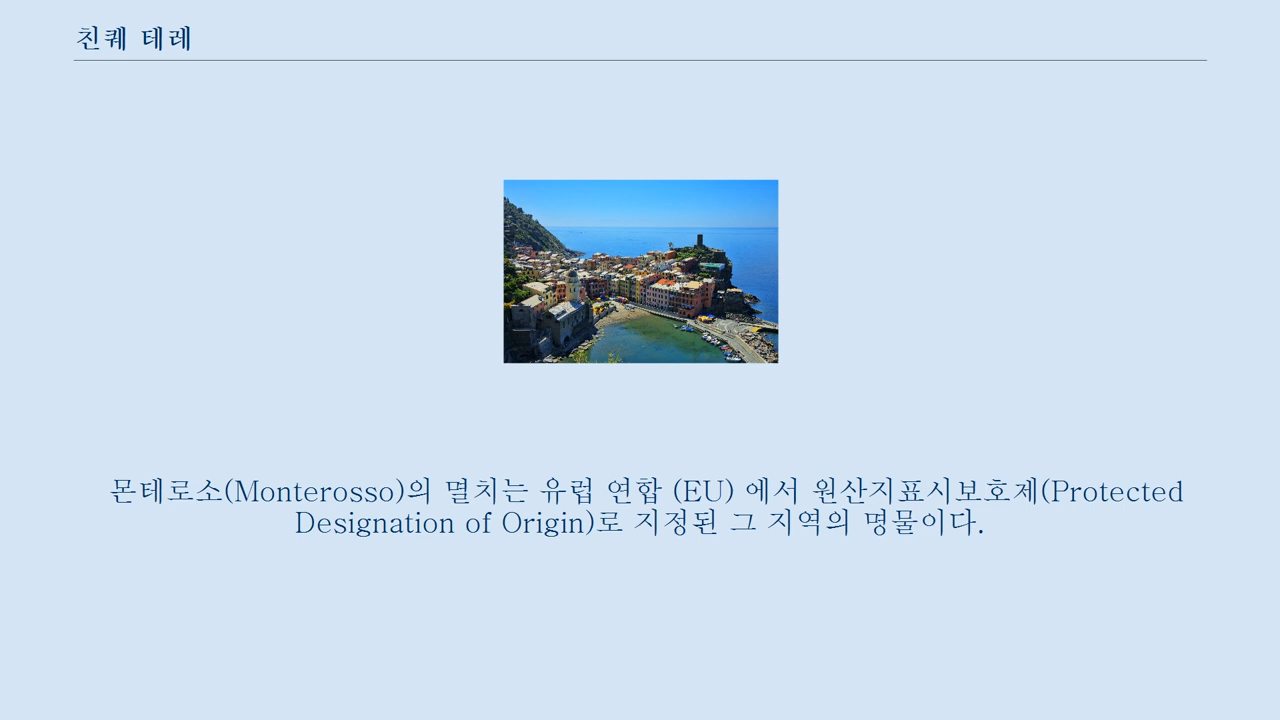 친퀘 테레
몬테로소(Monterosso)의 멸치는 유럽 연합 (EU) 에서 원산지표시보호제(Protected
Designation of Origin)로 지정된 그 지역의 명물이다.